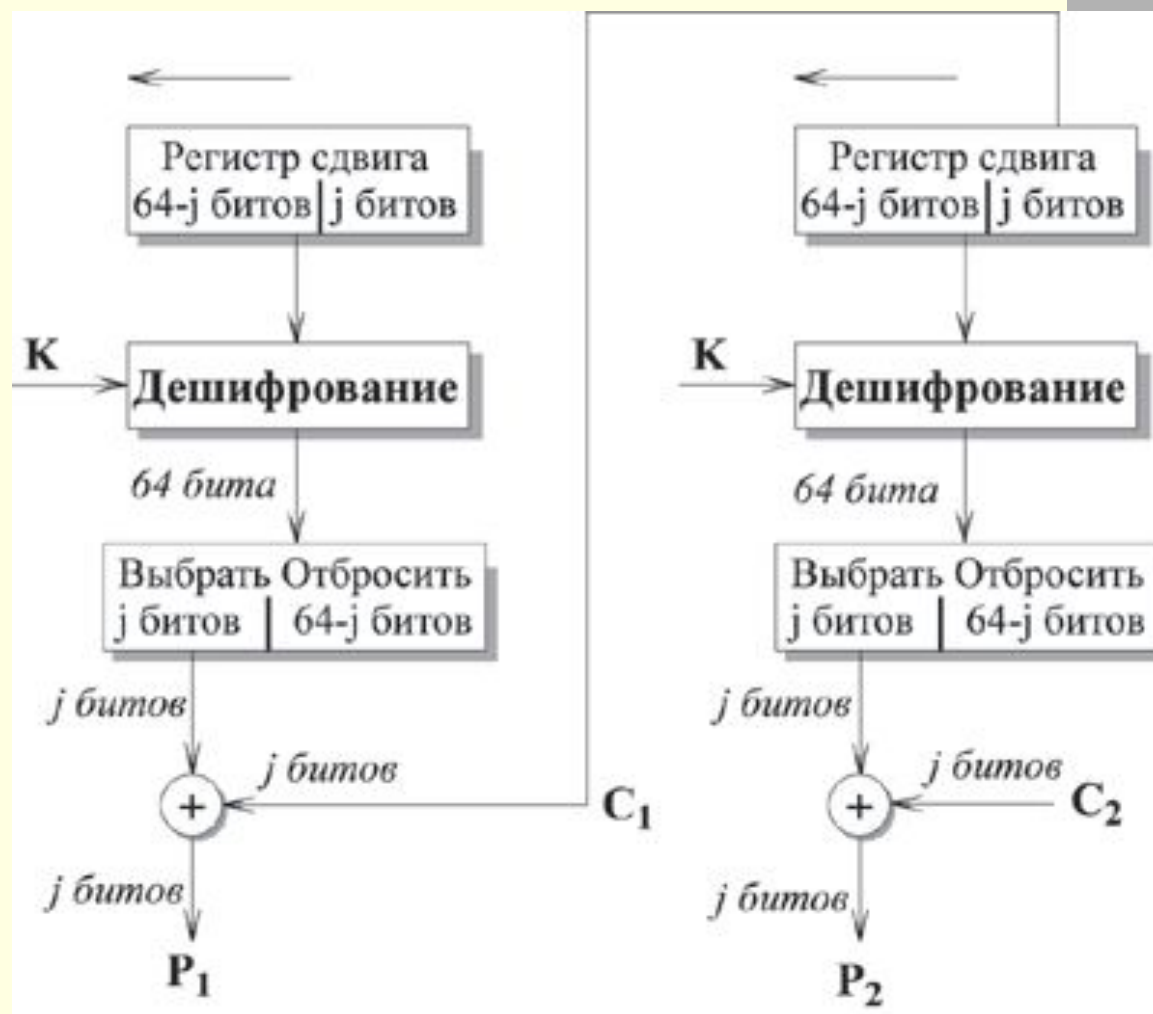 Регистр сдвига
64-j битов | j битов
K
Дешифрование
64 бита
Выбрать Отбросить
j битов | 64-j битов
j битов
j битов
+
C1
j битов
P1
Регистр сдвига
64-j битов | j битов
K
Дешифрование
64 бита
Выбрать Отбросить
j битов | 64-j битов
j битов
j битов
+
C2
j битов
P2